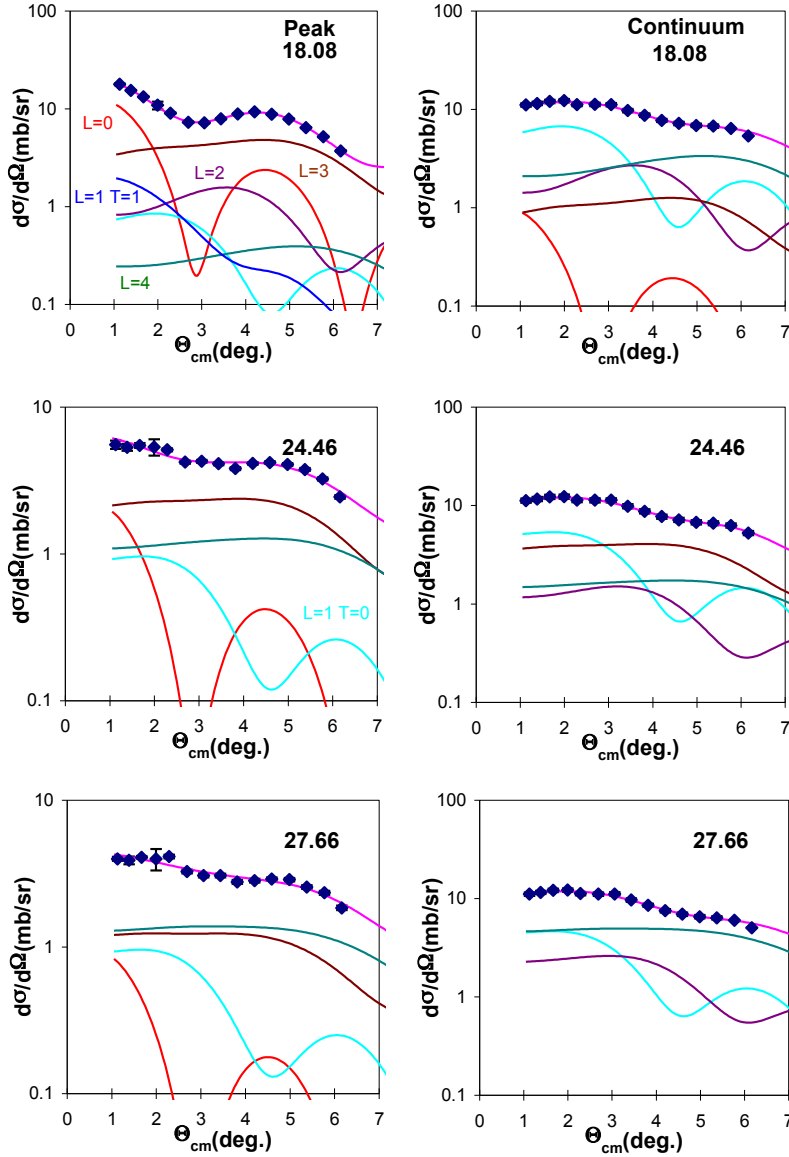 Peak
18.08
100
10
1
0.1
dσ/dΩ(mb/sr)
L=0
L=1 T=1
L=2
L=3
L=4
0 1 2 3 4 5 6 7
Θcm(deg.)
Continuum
18.08
100
10
1
0.1
dσ/dΩ(mb/sr)
0 1 2 3 4 5 6 7
Θcm(deg.)
24.46
10
1
0.1
dσ/dΩ(mb/sr)
L=1 T=0
0 1 2 3 4 5 6 7
Θcm(deg.)
24.46
100
10
1
0.1
dσ/dΩ(mb/sr)
0 1 2 3 4 5 6 7
Θcm(deg.)
27.66
10
1
0.1
dσ/dΩ(mb/sr)
0 1 2 3 4 5 6 7
Θcm(deg.)
27.66
100
10
1
0.1
dσ/dΩ(mb/sr)
0 1 2 3 4 5 6 7
Θcm(deg.)